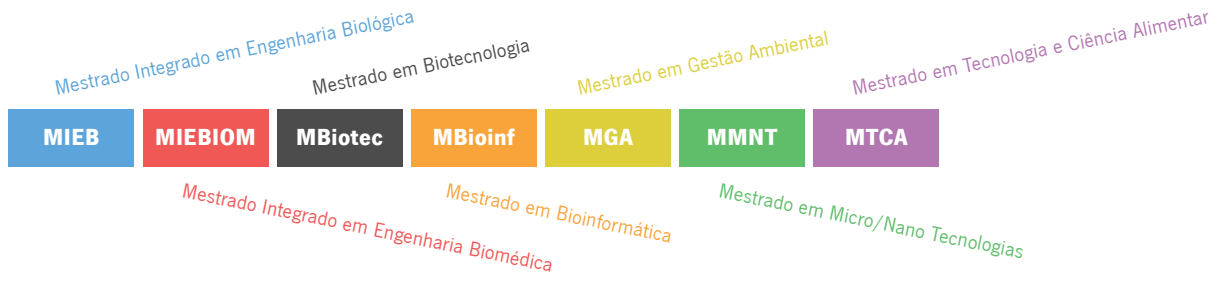 Mestrado Integrado em Engenharia Biológica
Mestrado em Biotecnologia
Mestrado em Gestão Ambiental
Mestrado em Tecnologia e Ciência Alimentar
MIEB
MIEBIOM
MBiotec
MBioinf
MGA
MMNT
MTCA
Mestrado Integrado em Engenharia Biomédica
Mestrado em Bioinformática
Mestrado em Micro/Nano Tecnologias